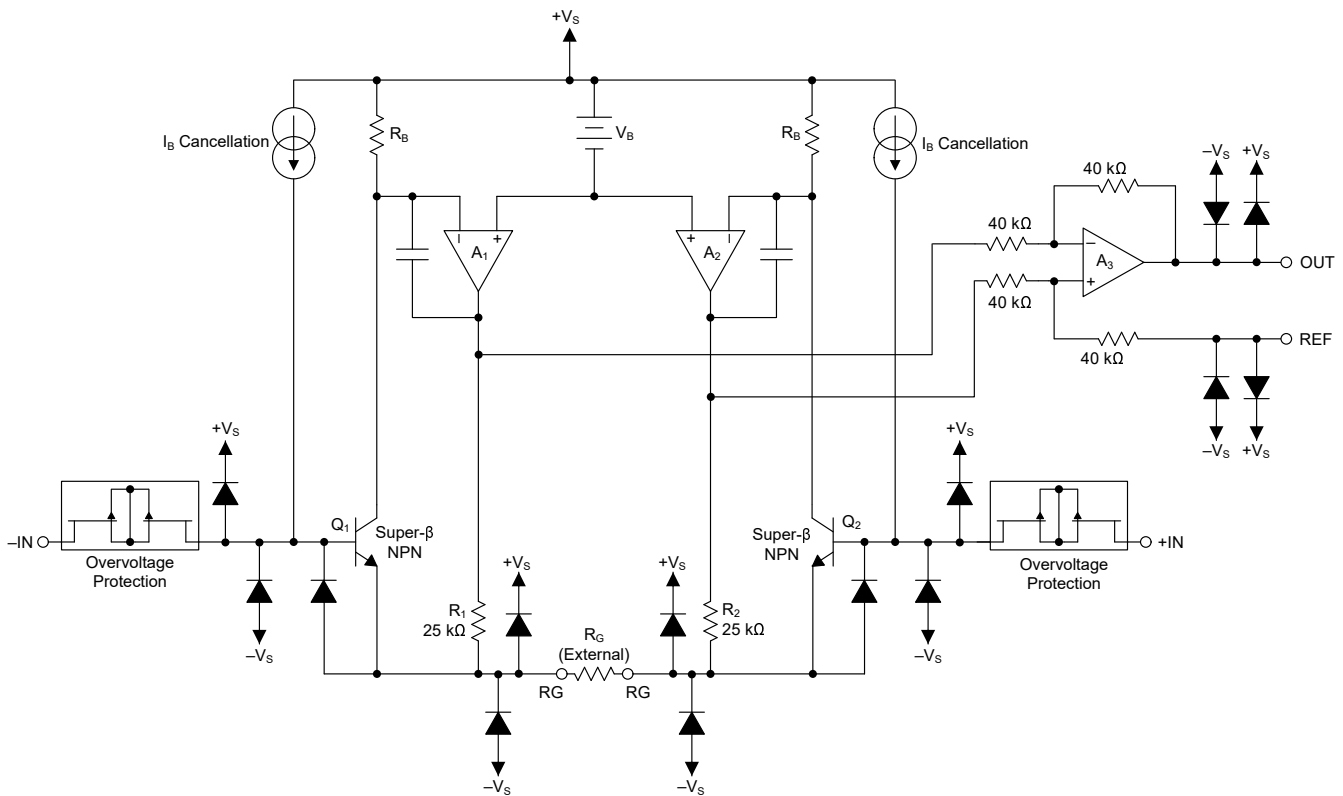 +VS
IB Cancellation
RB
VB
RB
IB Cancellation
–VS
+VS
40 kΩ
40 kΩ
–
+
A3
OUT
40 kΩ
REF
40 kΩ
–VS
+VS
–
+
A1
+
–
A2
+VS
+VS
–IN
Overvoltage
Protection
Q1
Super-β
NPN
Q2
Super-β
NPN
+IN
Overvoltage
Protection
–VS
+VS
+VS
–VS
R1
25 kΩ
R2
25 kΩ
RG
(External)
RG
RG
–VS
–VS